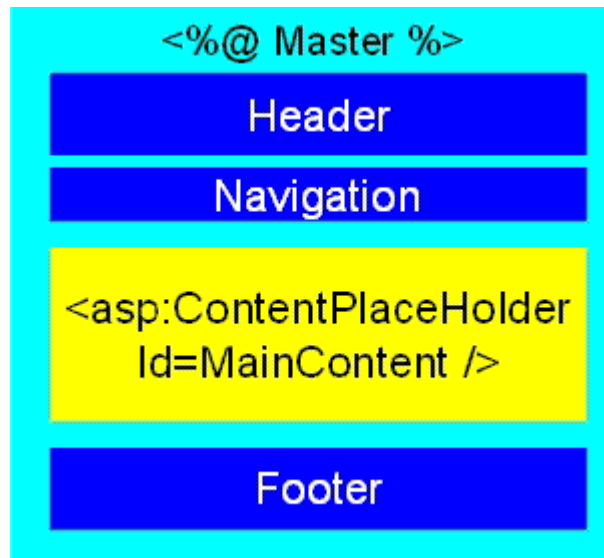 <%@ Master %>
Header
Navigation
<asp:ContentPlaceHolder
Id=MainContent />
Footer